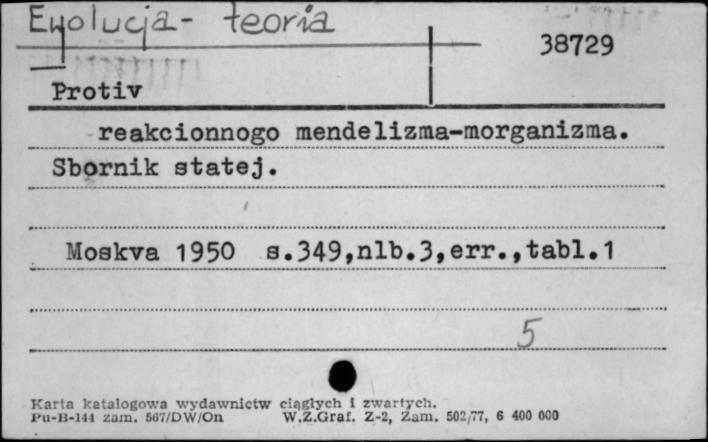 Ewolucja - teoria
38729
Protiv
reakcionnogo mendelizma-morganizma.
Sbornik statej.
Moskva 1950 s.349,nlb.3,err.,tabl.1
5
Karta katalogowa wydawnictw ciągłych i zwartych.
Pu-B-144 zam. 567/DW/On W.Z.Graf. Z-2, Zam. 502/77, 6 400 000